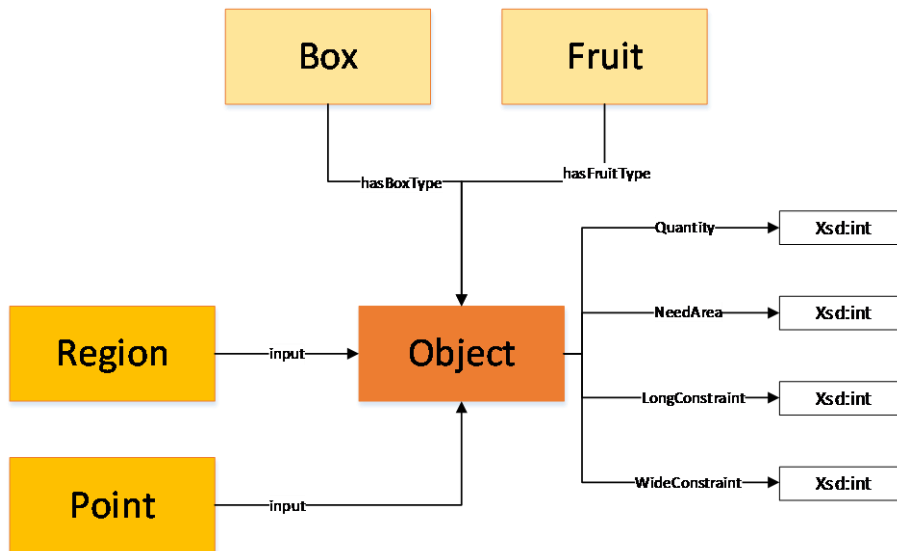 Box
Fruit
hasBoxType
hasFruitType
Quantity
Xsd:int
NeedArea
Xsd:int
Region
input
Object
LongConstraint
Xsd:int
Point
input
WideConstraint
Xsd:int